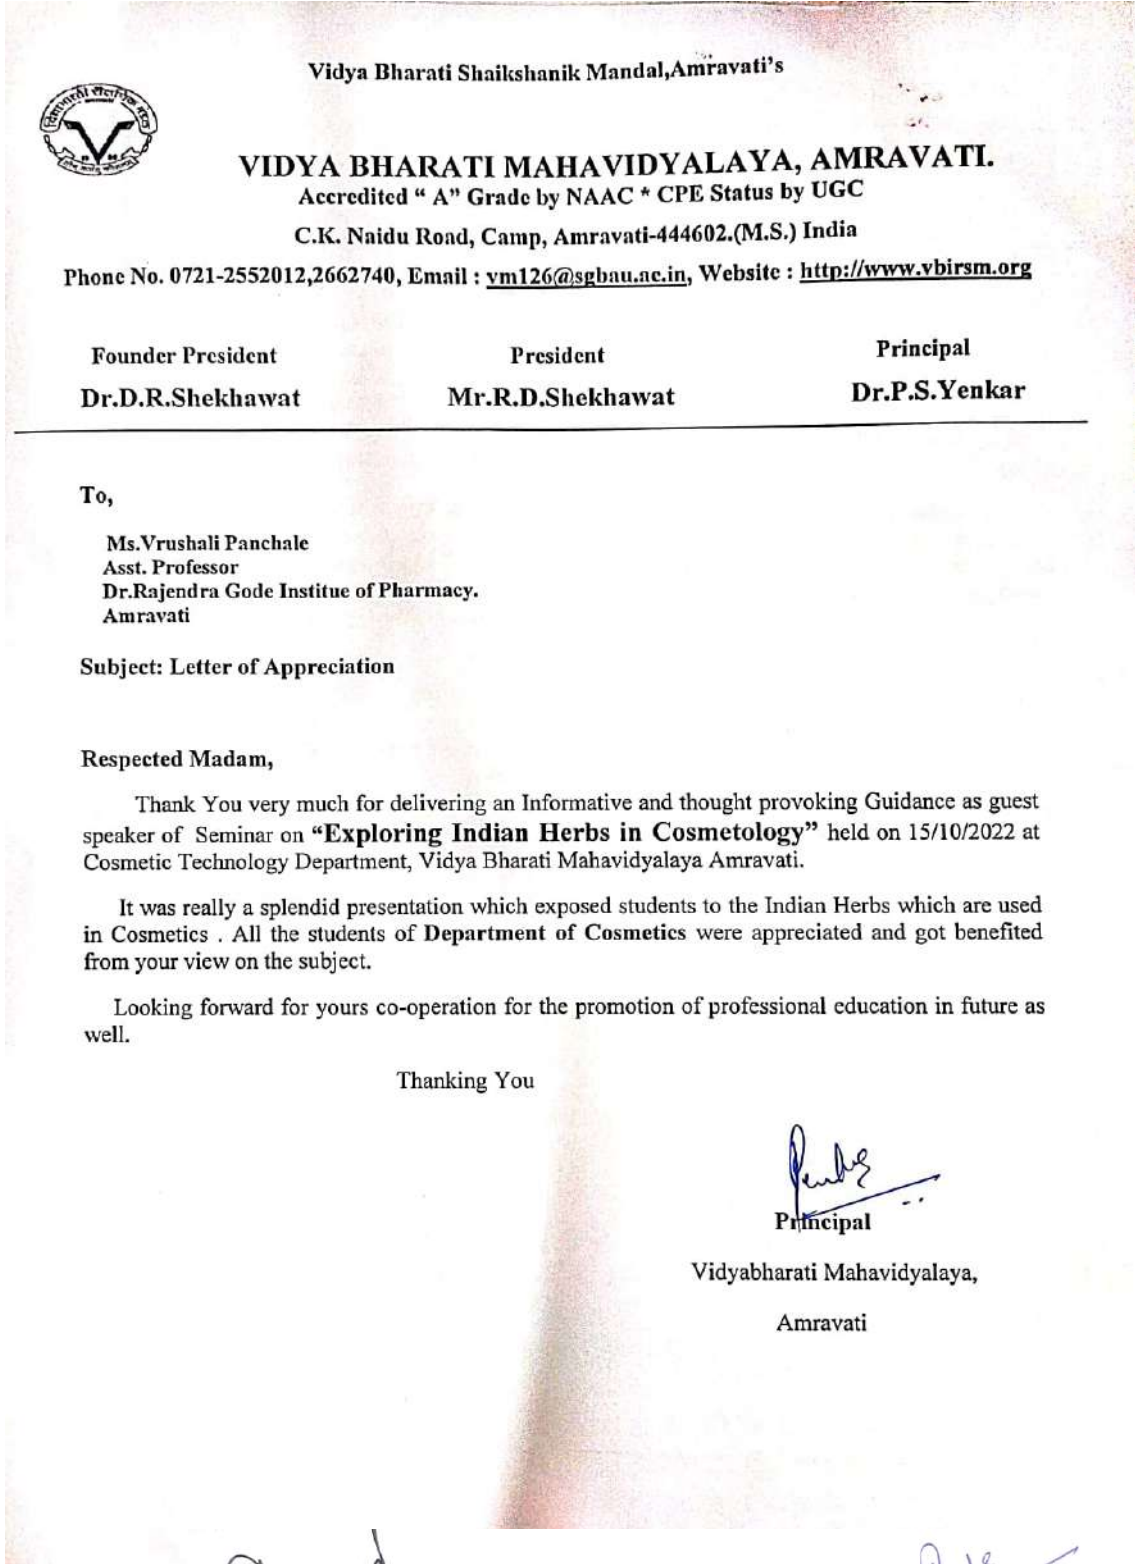 Vidya Bharati Shaikshanik Mandal,Amravati's
VIDYA BHARATI MAHAVIDYALAYA, AMRAVATI.
Accredited “ A” Grade by NAAC * CPE Status by UGC
C.K. Naidu Road, Camp, Amravati-444602.(M.S.) India
Phone No. 0721-2552012,2662740, Email : vm126@sgbau.ac.in, Website : http://www.vbirsm.org
Founder President President Principal
Dr.D.R.Shekhawat Mr.R.D.Shekhawat Dr.P.S.Yenkar
To,
Ms.Vrushali Panchale
Asst. Professor
Dr.Rajendra Gode Institue of Pharmacy.
Amravati
Subject: Letter of Appreciation
Respected Madam,
Thank You very much for delivering an Informative and thought provoking Guidance as guest
speaker of Seminar on “Exploring Indian Herbs in Cosmetology” held on 15/10/2022 at
Cosmetic Technology Department, Vidya Bharati Mahavidyalaya Amravati.
It was really a splendid presentation which exposed students to the Indian Herbs which are used
in Cosmetics . All the students of Department of Cosmetics were appreciated and got benefited
from your view on the subject.
Looking forward for yours co-operation for the promotion of professional education in future as
well.
Thanking You
Principal
Vidyabharati Mahavidyalaya,
Amravati